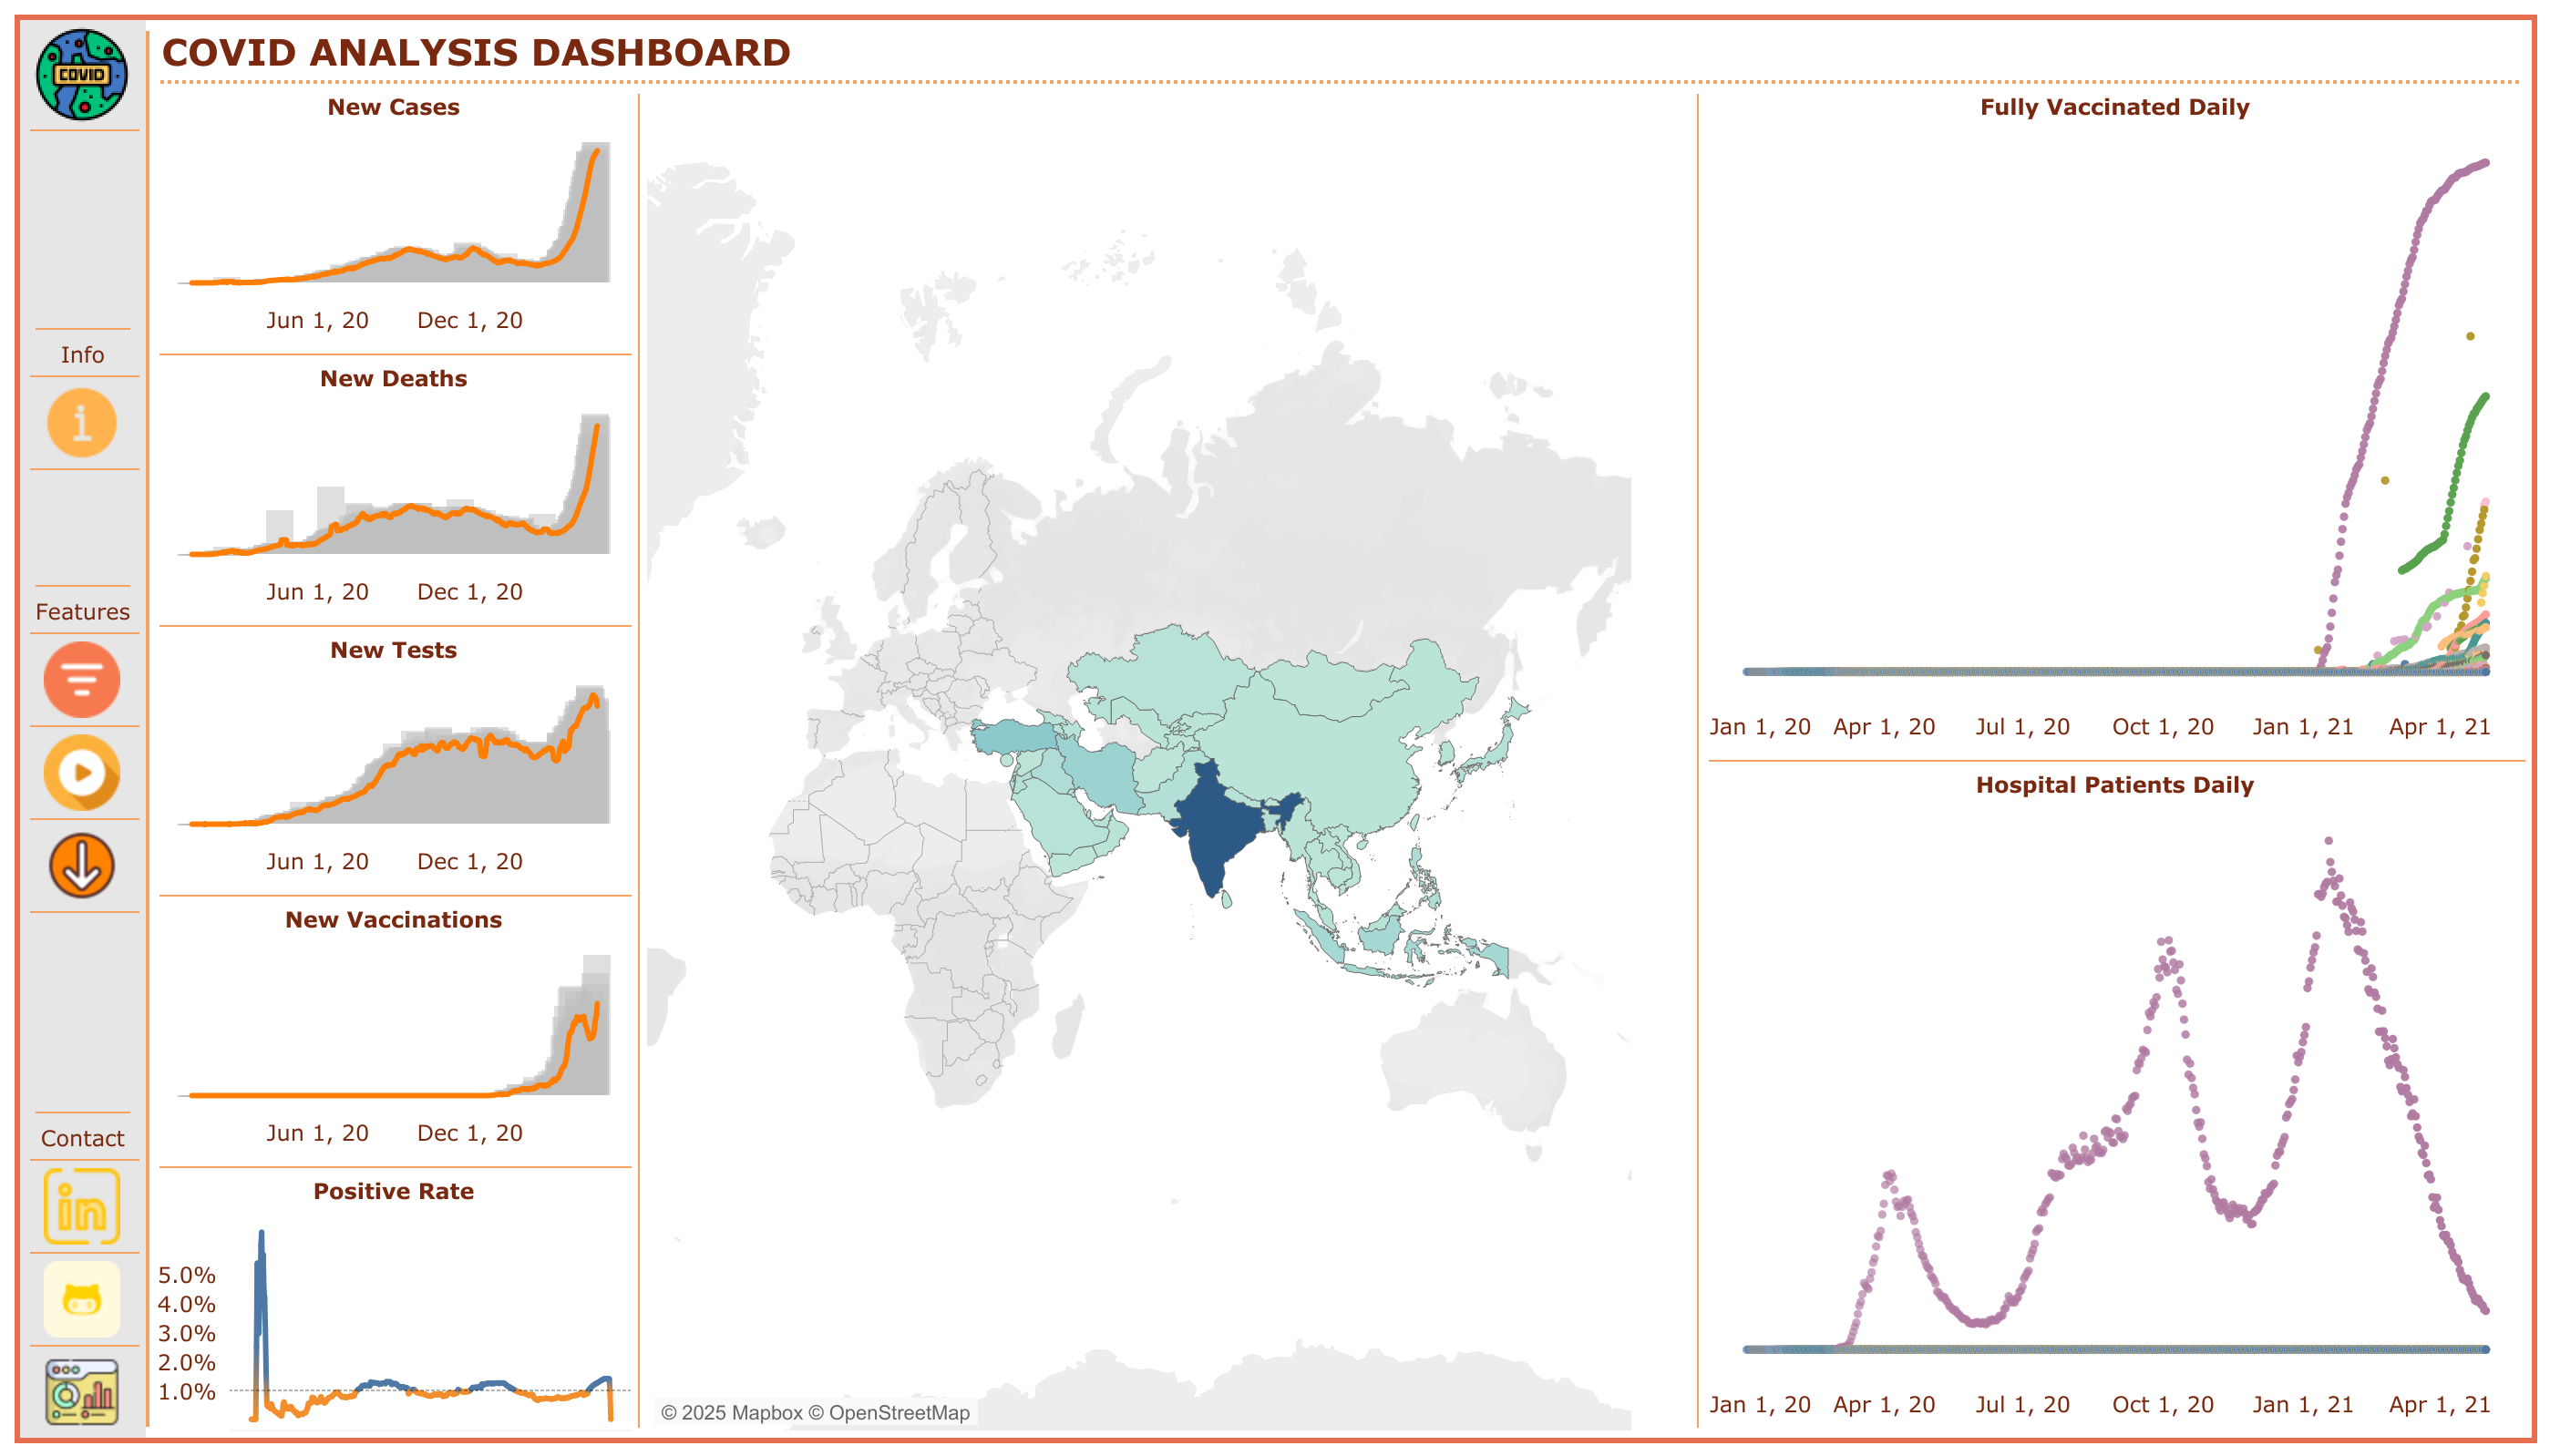 COVID
COVID ANALYSIS DASHBOARD
Info
i
Features
Contact
in
New Cases
Jun 1, 20 Dec 1, 20
New Deaths
Jun 1, 20 Dec 1, 20
New Tests
Jun 1, 20 Dec 1, 20
New Vaccinations
Jun 1, 20 Dec 1, 20
Positive Rate
5.0%
4.0%
3.0%
2.0%
1.0%
© 2025 Mapbox © OpenStreetMap
Fully Vaccinated Daily
Jan 1, 20 Apr 1, 20 Jul 1, 20 Oct 1, 20 Jan 1, 21 Apr 1, 21
Hospital Patients Daily
Jan 1, 20 Apr 1, 20 Jul 1, 20 Oct 1, 20 Jan 1, 21 Apr 1, 21